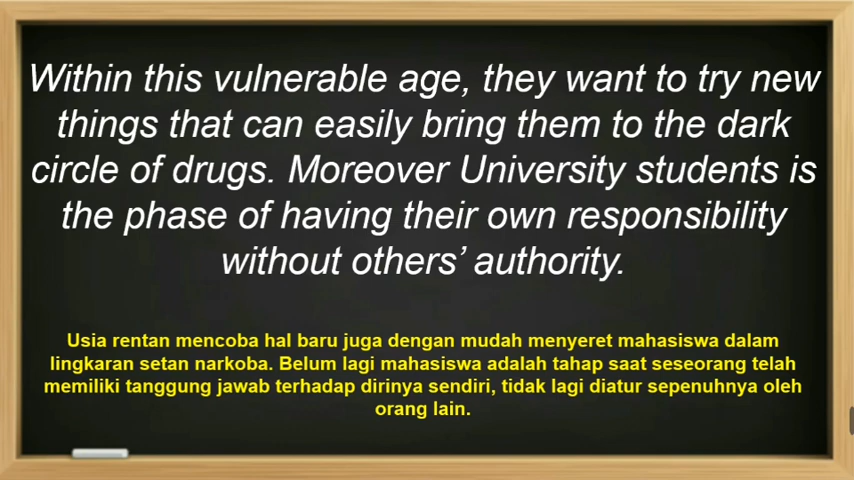 Within this vulnerable age, they want to try new
things that can easily bring them to the dark
circle of drugs. Moreover University students is
the phase of having their own responsibility
without others’ authority.
Usia rentan mencoba hal baru juga dengan mudah menyeret mahasiswa dalam
lingkaran setan narkoba. Belum lagi mahasiswa adalah tahap saat seseorang telah
memiliki tanggung jawab terhadap dirinya sendiri, tidak lagi diatur sepenuhnya oleh
orang lain.